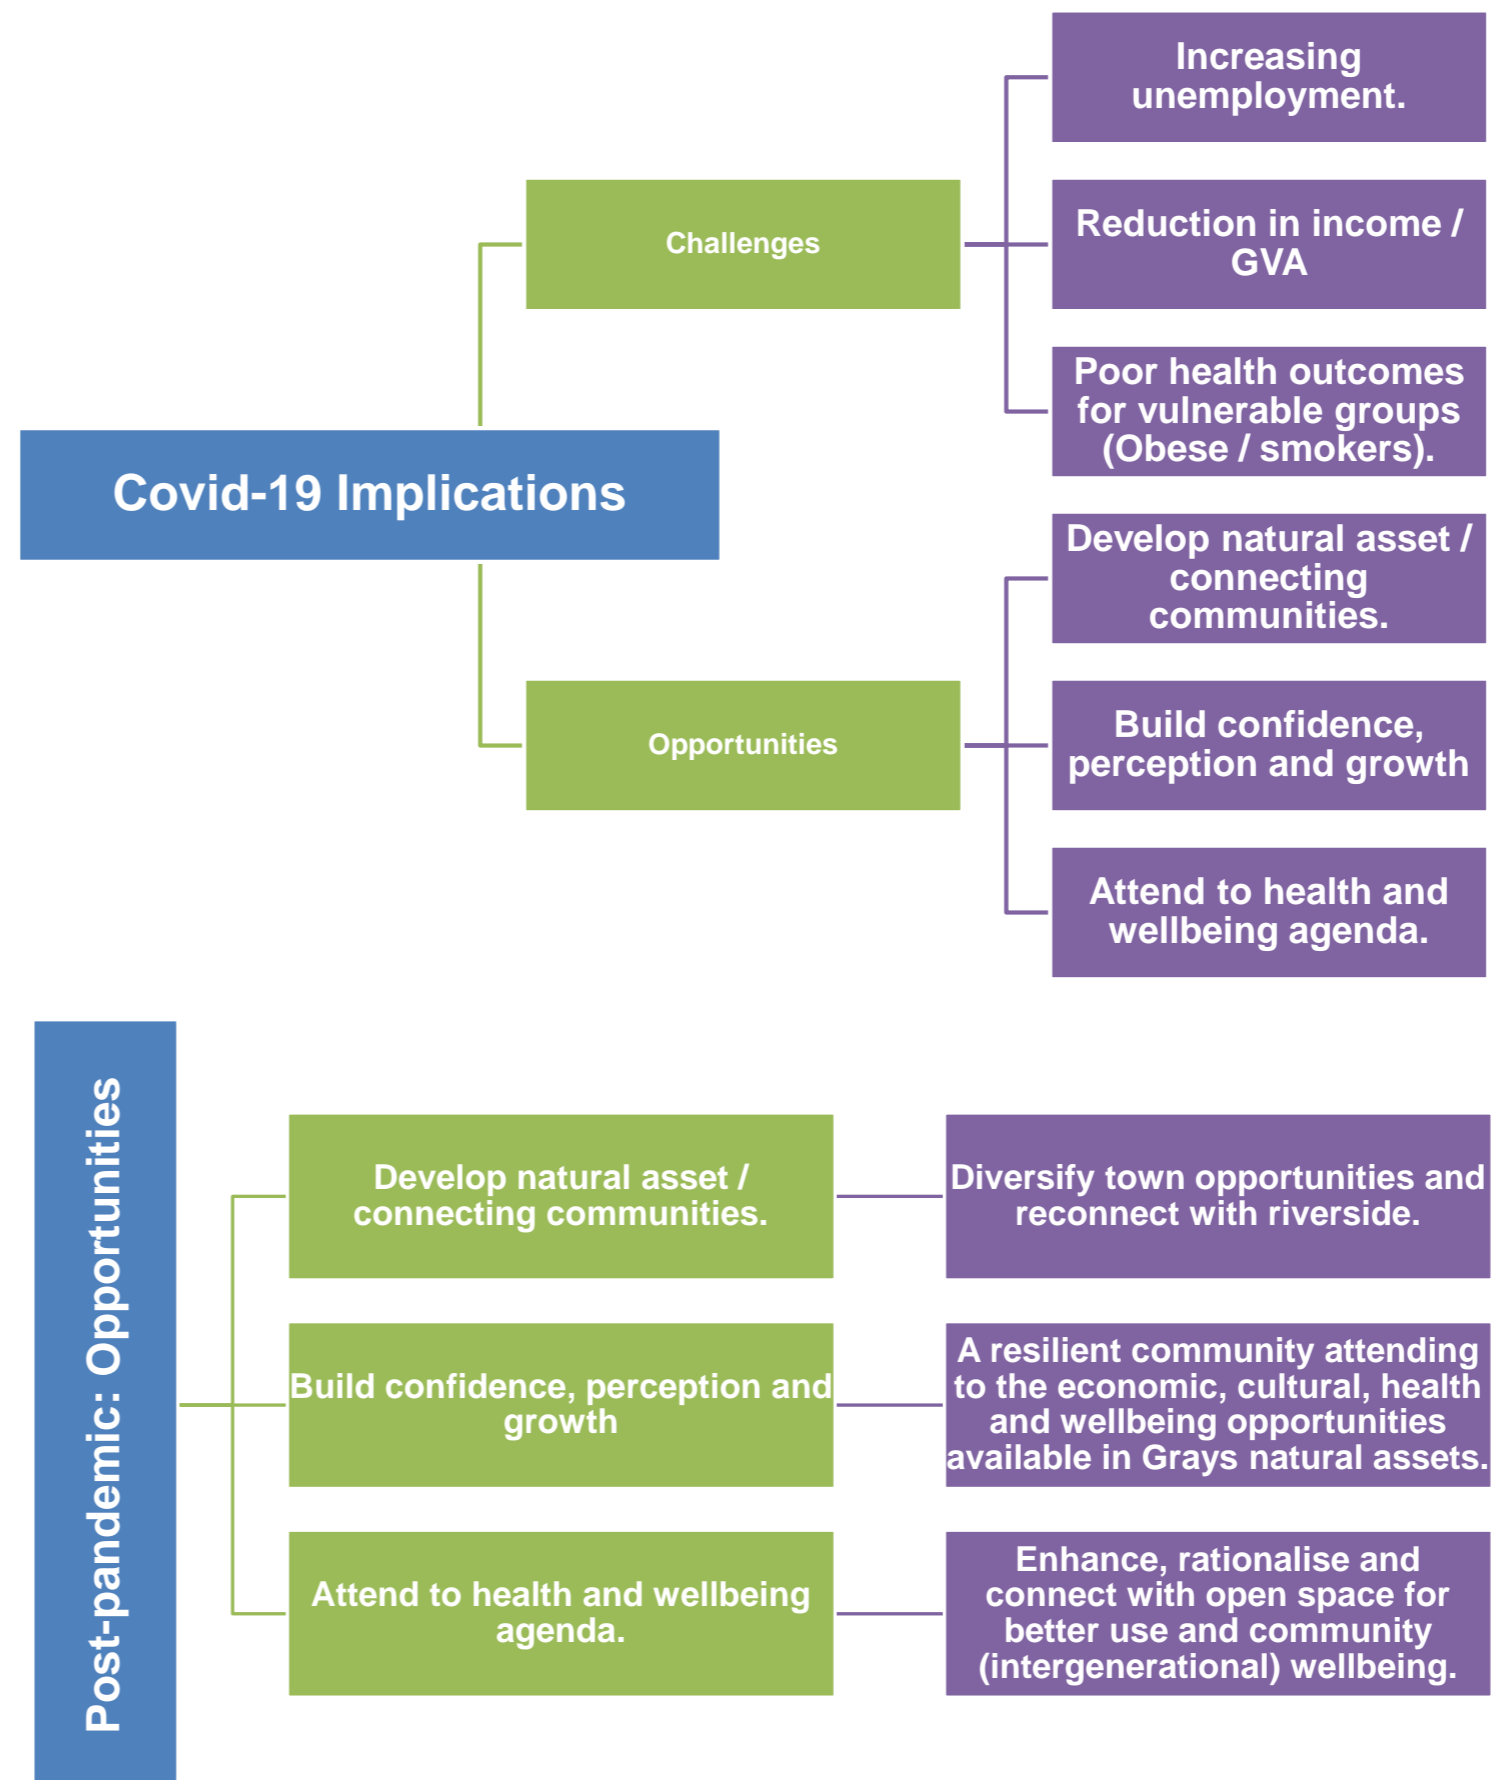 Covid-19 Implications
Challenges
Increasing
unemployment.
Reduction in income /
GVA
Poor health outcomes
for vulnerable groups
(Obese / smokers).
Opportunities
Develop natural asset /
connecting
communities.
Build confidence,
perception and growth
Attend to health and
wellbeing agenda.
Post-pandemic: Opportunities
Develop natural asset /
connecting communities.
Diversify town opportunities and
reconnect with riverside.
Build confidence, perception and
growth
A resilient community attending
to the economic, cultural, health
and wellbeing opportunities
available in Grays natural assets.
Attend to health and wellbeing
agenda.
Enhance, rationalise and
connect with open space for
better use and community
(intergenerational) wellbeing.